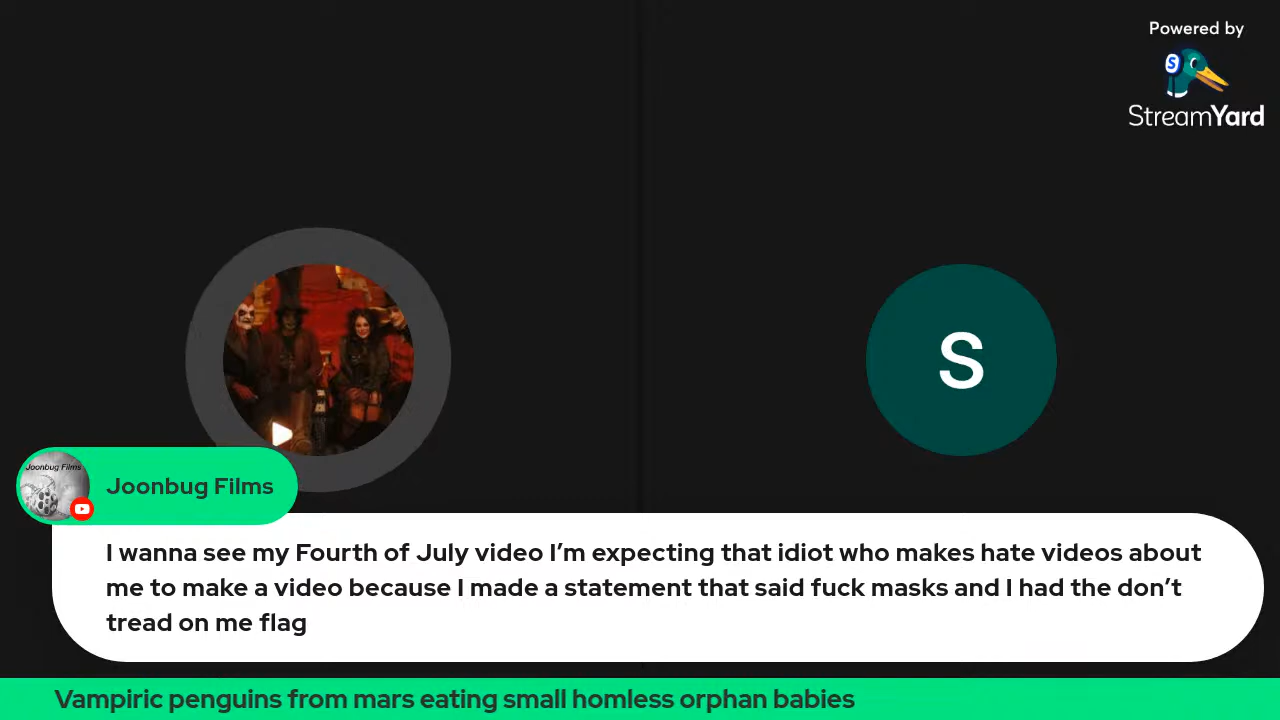 Powered by
StreamYard
S
S
Joonbug Films
Joonbug Films
I wanna see my Fourth of July video I’m expecting that idiot who makes hate videos about
me to make a video because I made a statement that said fuck masks and I had the don’t
tread on me flag
Vampiric penguins from mars eating small homless orphan babies